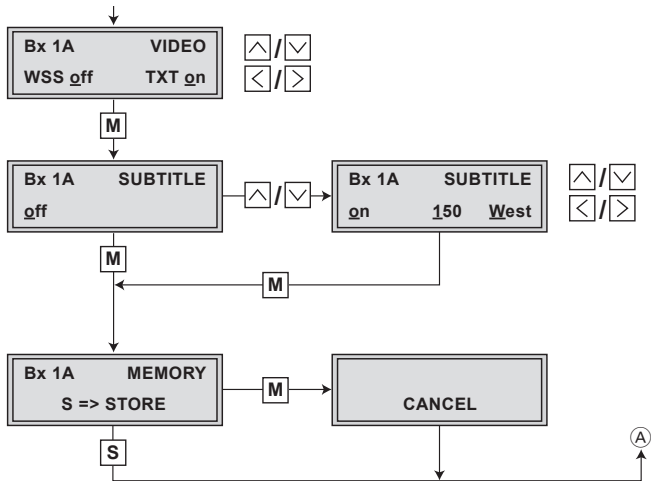 Bx 1A VIDEO
WSS off TXT on
/
/
M
Bx 1A SUBTITLE
off
/
Bx 1A SUBTITLE
on 150 West
/
/
M
M
Bx 1A MEMORY
S => STORE
M
CANCEL
A
S